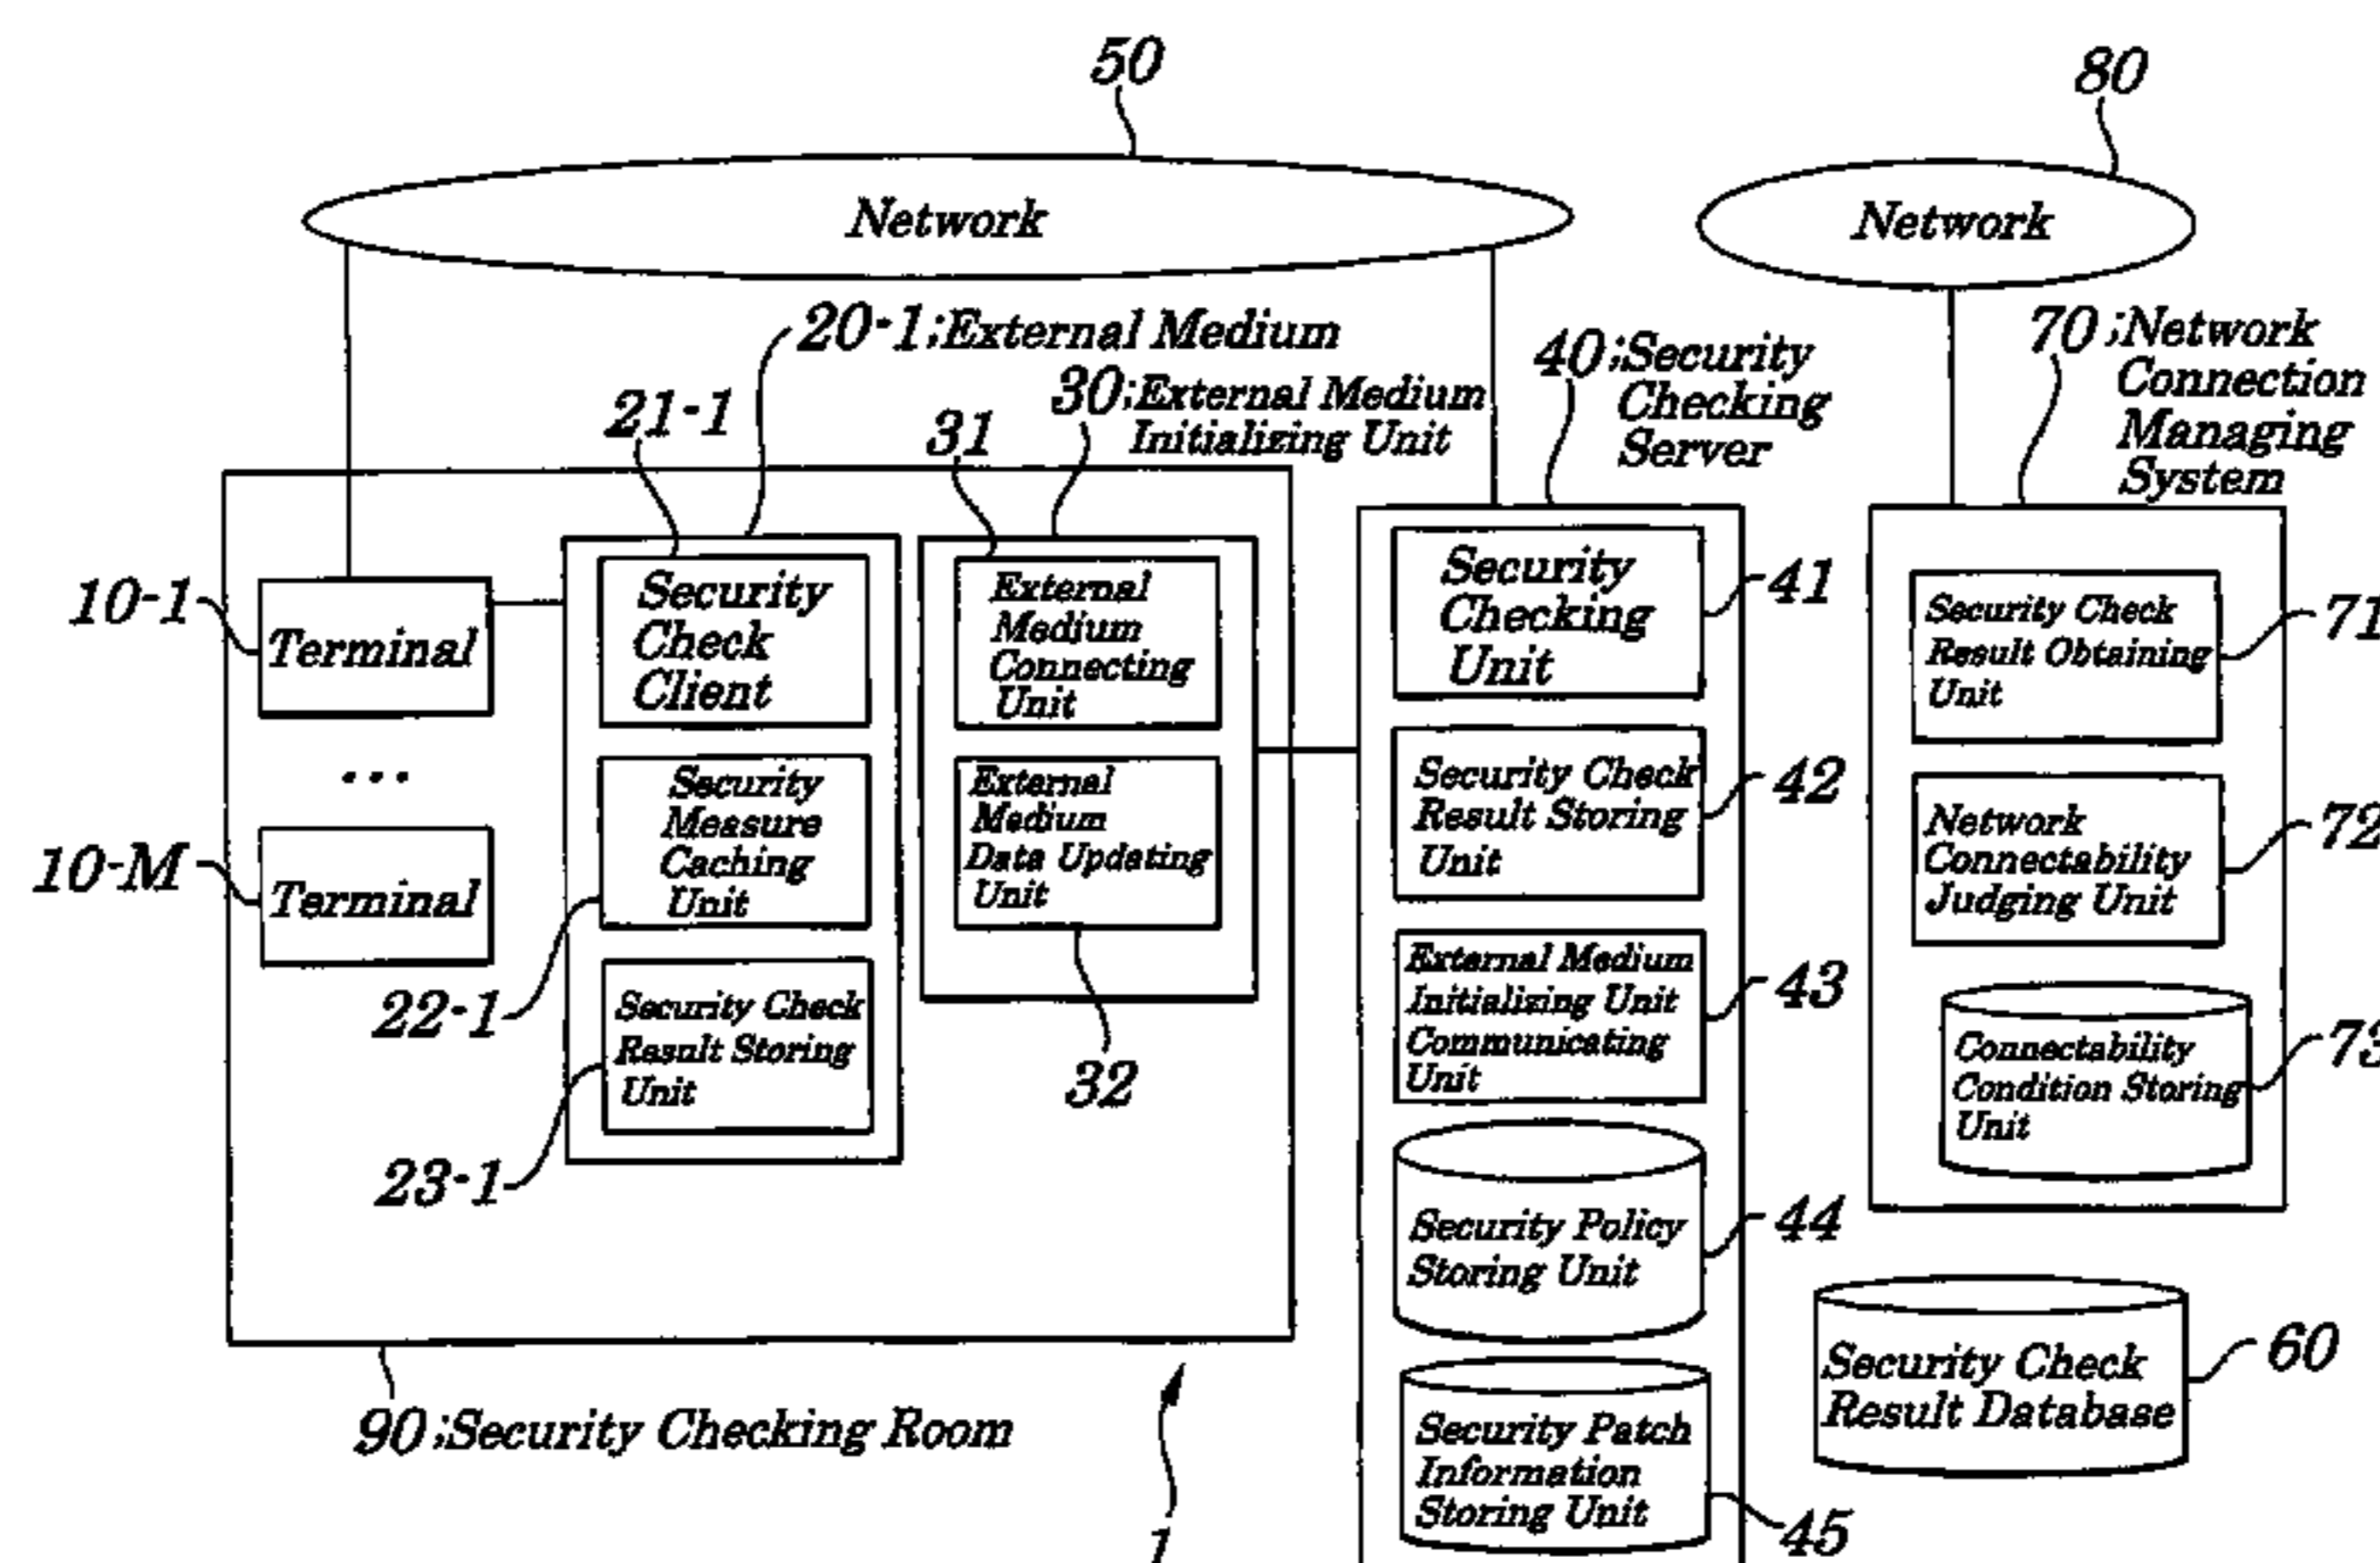 50
80
Network
Network
20-1;External Medium
21-1
30;External Medium
Initializing Unit
31
40;Security
Checking
Server
70;Network
Connection
Managing
System
10-1
Terminal
...
10-M
Terminal
Security
Check
Client
Security
Measure
Caching
Unit
22-1
Security Check
Result Storing
Unit
23-1
External
Medium
Connecting
Unit
External
Medium
Data Updating
Unit
32
Security
Checking
Unit
41
Security Check
Result Storing
Unit
42
External Medium
Initializing Unit
Communicating
Unit
43
Security Policy
Storing Unit
44
Security Patch
Information
Storing Unit
45
Security Check
Result Obtaining
Unit
71
Network
Connectability
Judging Unit
72
Connectability
Condition Storing
Unit
73
Security Check
Result Database
60
90;Security Checking Room
1